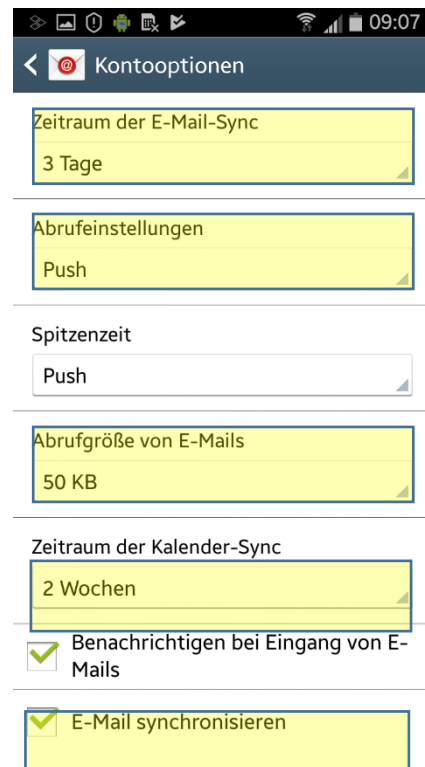 09:07
Kontooptionen
Zeitraum der E-Mail-Sync
3 Tage
Abrufeinstellungen
Push
Spitzenzeit
Push
Abrufgröße von E-Mails
50 KB
Zeitraum der Kalender-Sync
2 Wochen
Benachrichtigen bei Eingang von E-
Mails
E-Mail synchronisieren